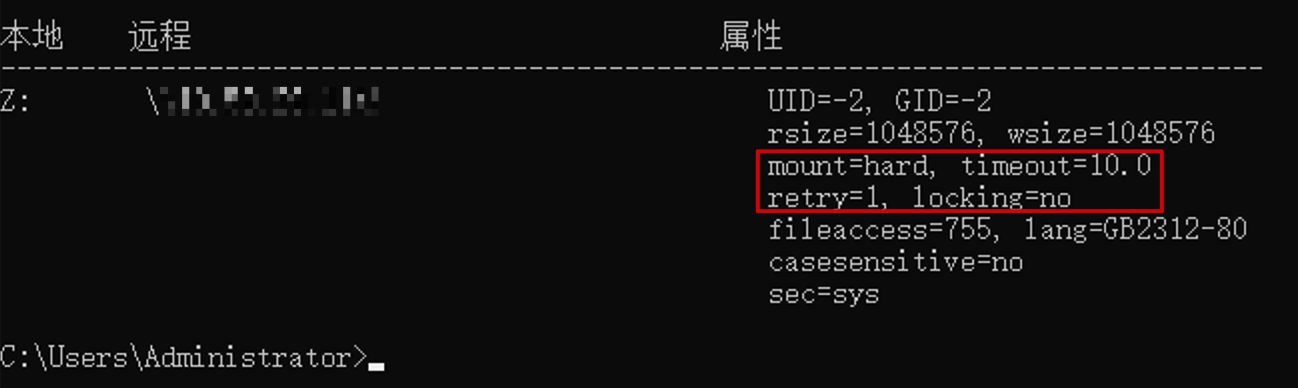 本地 远程 属性
-------------------------------------------------------------------------------
Z: \ UID=-2, GID=-2
rsize=1048576, wsize=1048576
mount=hard, timeout=10.0
retry=1, locking=no
fileaccess=755, lang=GB2312-80
casesensitive=no
sec=sys
C:\Users\Administrator>